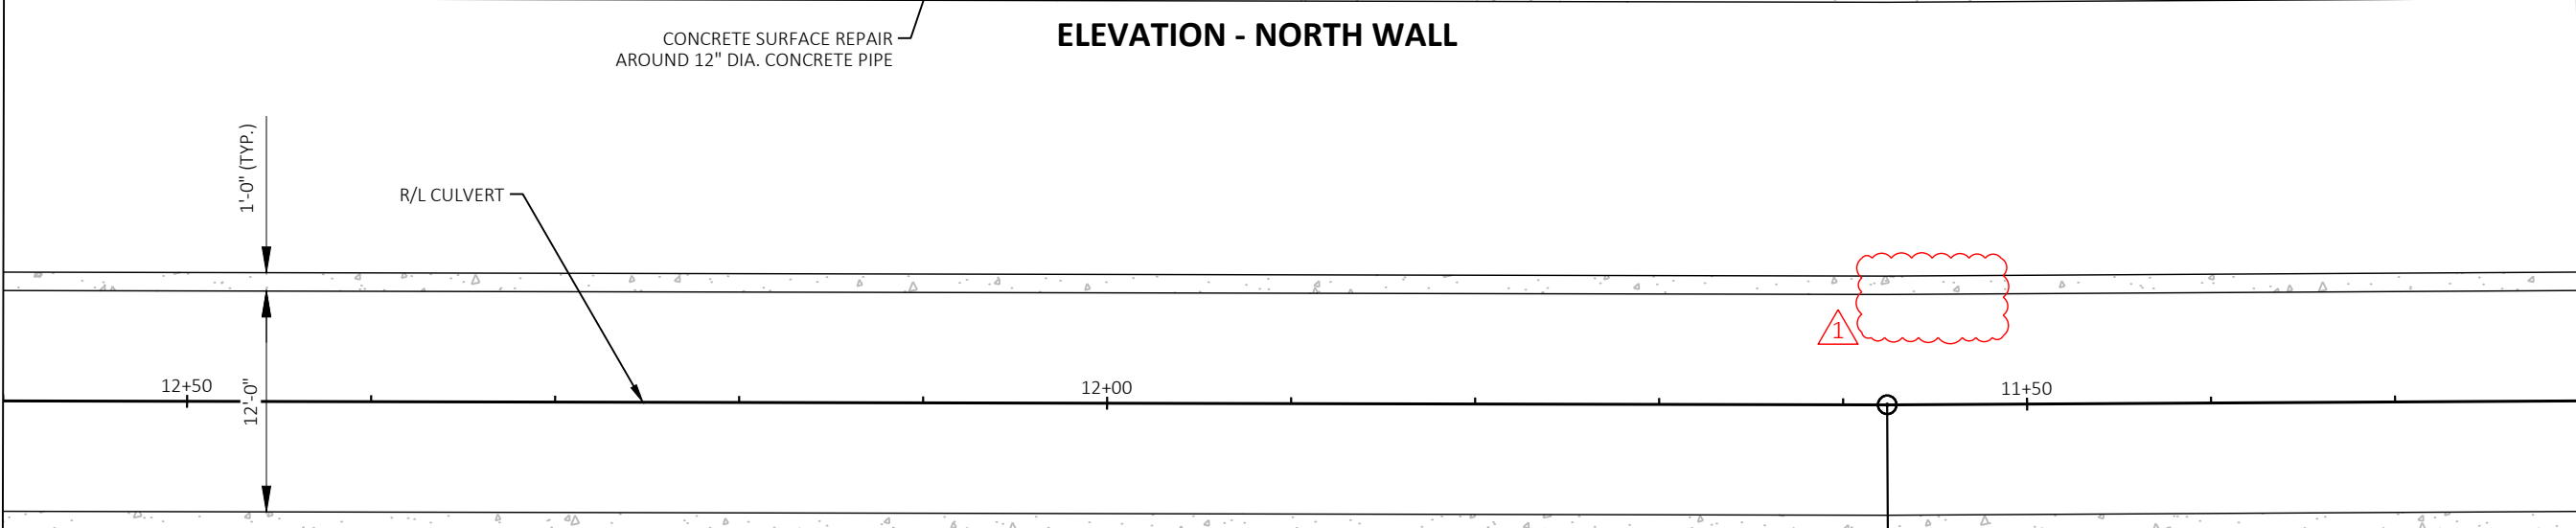 ELEVATION - NORTH WALL
CONCRETE SURFACE REPAIR
AROUND 12" DIA. CONCRETE PIPE
1'-0" (TYP.)
R/L CULVERT
1
12+50
12'-0"
12+00
11+50